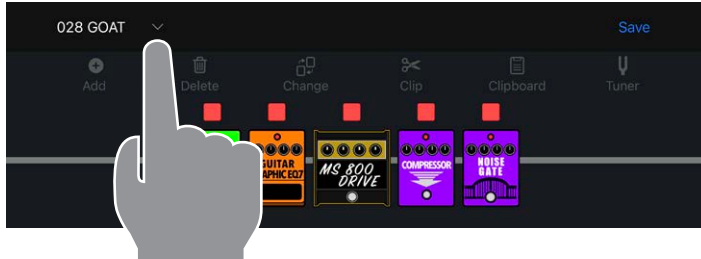 028 GOAT
Save
Add
Delete
Change
Clip
Clipboard
Tuner
GUITAR
APHIC EQ7
MS 800
DRIVE
COMPRESSOR
NOISE
GATE